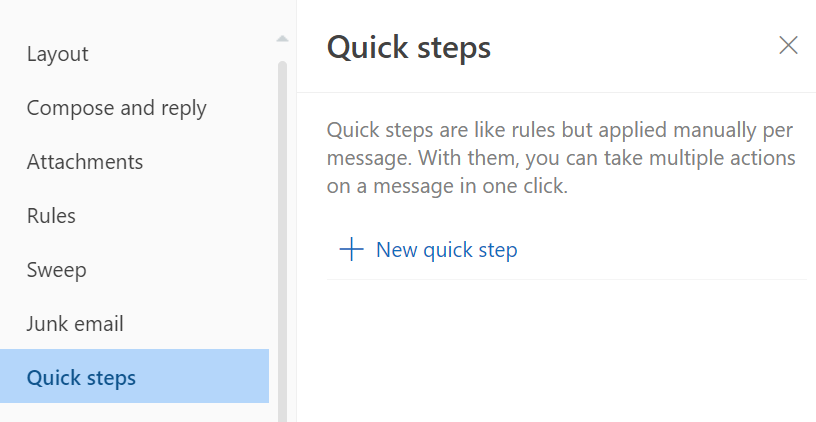 Layout
Compose and reply
Attachments
Rules
Sweep
Junk email
Quick steps
Quick steps
Quick steps are like rules but applied manually per
message. With them, you can take multiple actions
on a message in one click.
New quick step